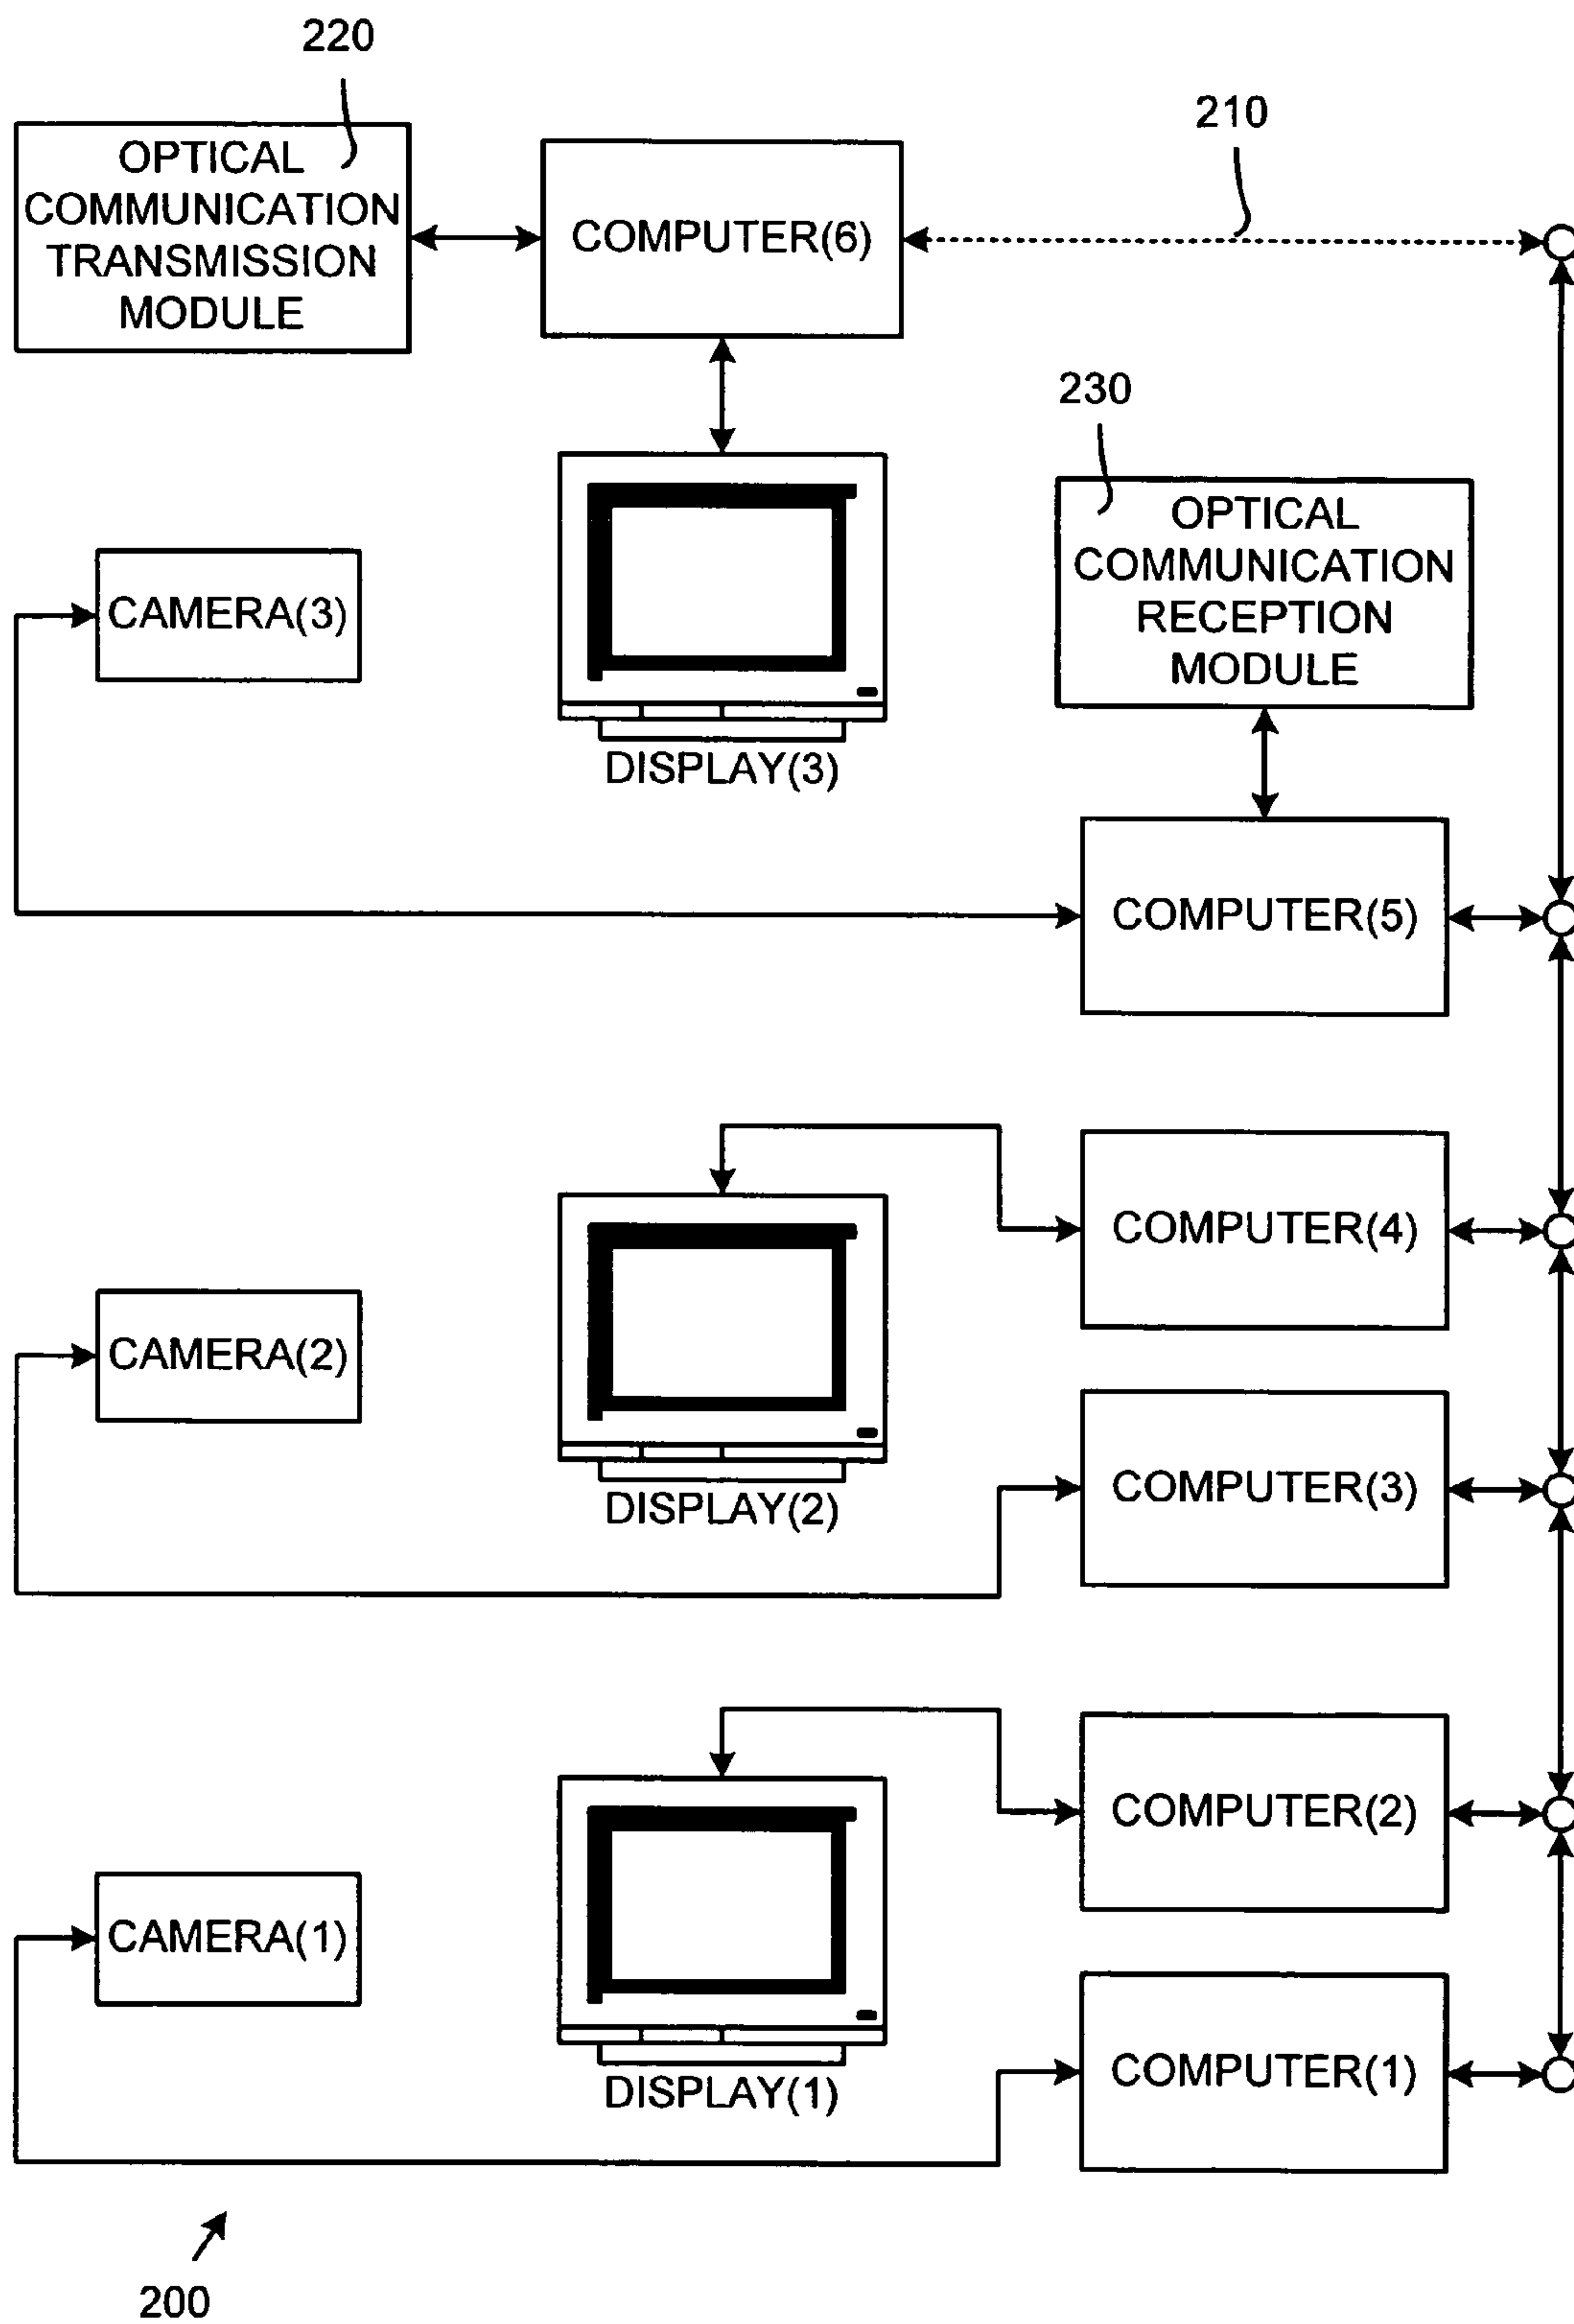 220
210
OPTICAL
COMMUNICATION
TRANSMISSION
MODULE
COMPUTER(6)
230
OPTICAL
COMMUNICATION
RECEPTION
MODULE
CAMERA(3)
DISPLAY(3)
COMPUTER(5)
COMPUTER(4)
CAMERA(2)
COMPUTER(3)
DISPLAY(2)
COMPUTER(2)
CAMERA(1)
COMPUTER(1)
DISPLAY(1)
200